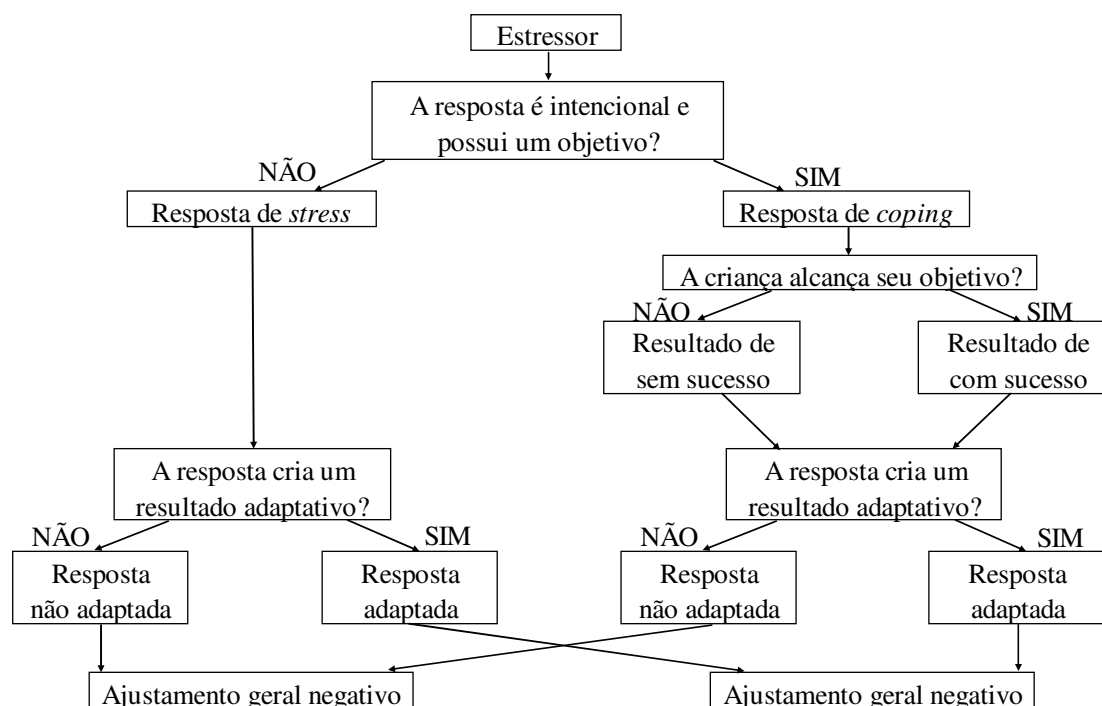 Estressor
A resposta é intencional e
possui um objetivo?
NÃO
SIM
Resposta de stress
Resposta de coping
A criança alcança seu objetivo?
NÃO
SIM
Resultado de
sem sucesso
Resultado de
com sucesso
A resposta cria um
resultado adaptativo?
A resposta cria um
resultado adaptativo?
NÃO
SIM
NÃO
SIM
Resposta
não adaptada
Resposta
adaptada
Resposta
não adaptada
Resposta
adaptada
Ajustamento geral negativo
Ajustamento geral negativo